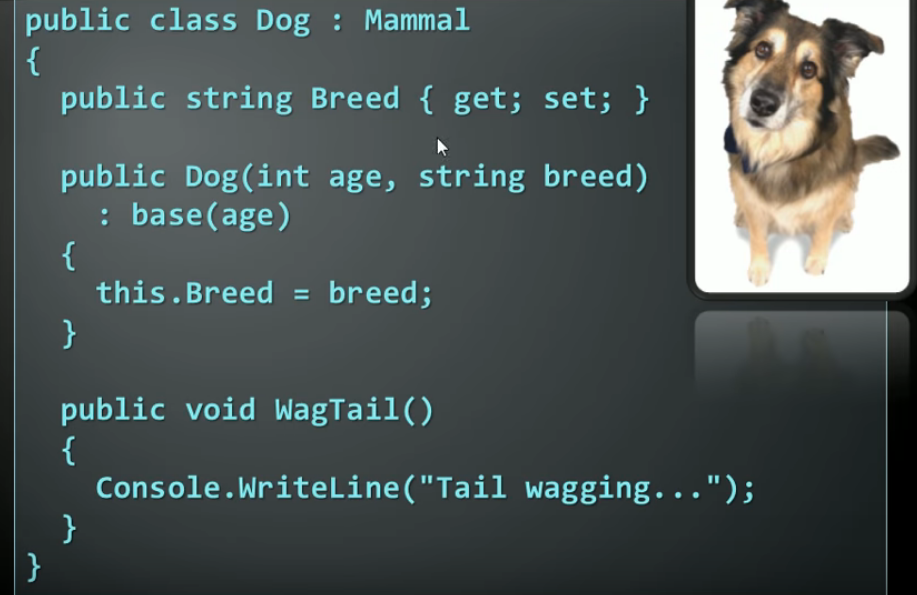 public class Dog : Mammal
{
public string Breed { get; set; }
public Dog(int age, string breed)
: base(age)
{
this.Breed = breed;
}
public void WagTail()
{
Console.WriteLine("Tail wagging...");
}
}